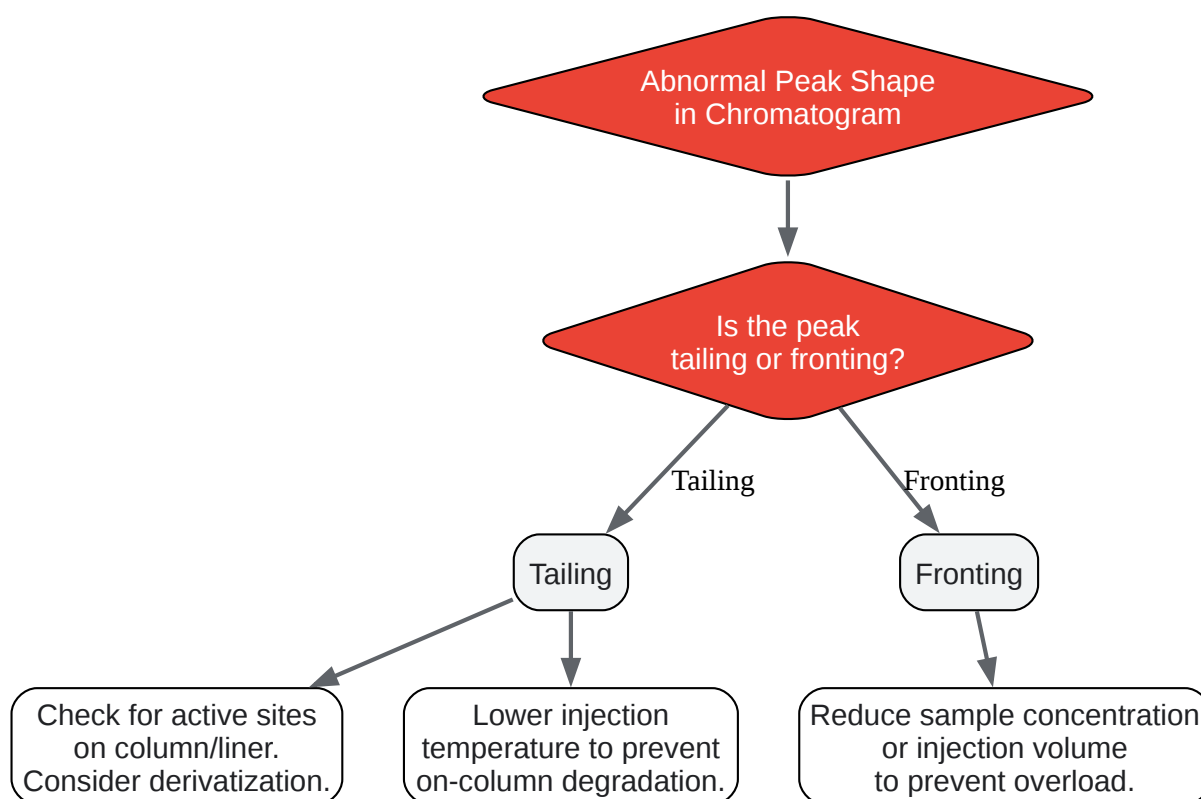 Abnormal Peak Shape
in Chromatogram
Is the peak
tailing or fronting?
Tailing
Fronting
Tailing
Fronting
Check for active sites
on column/liner.
Consider derivatization.
Lower injection
temperature to prevent
on-column degradation.
Reduce sample concentration
or injection volume
to prevent overload.